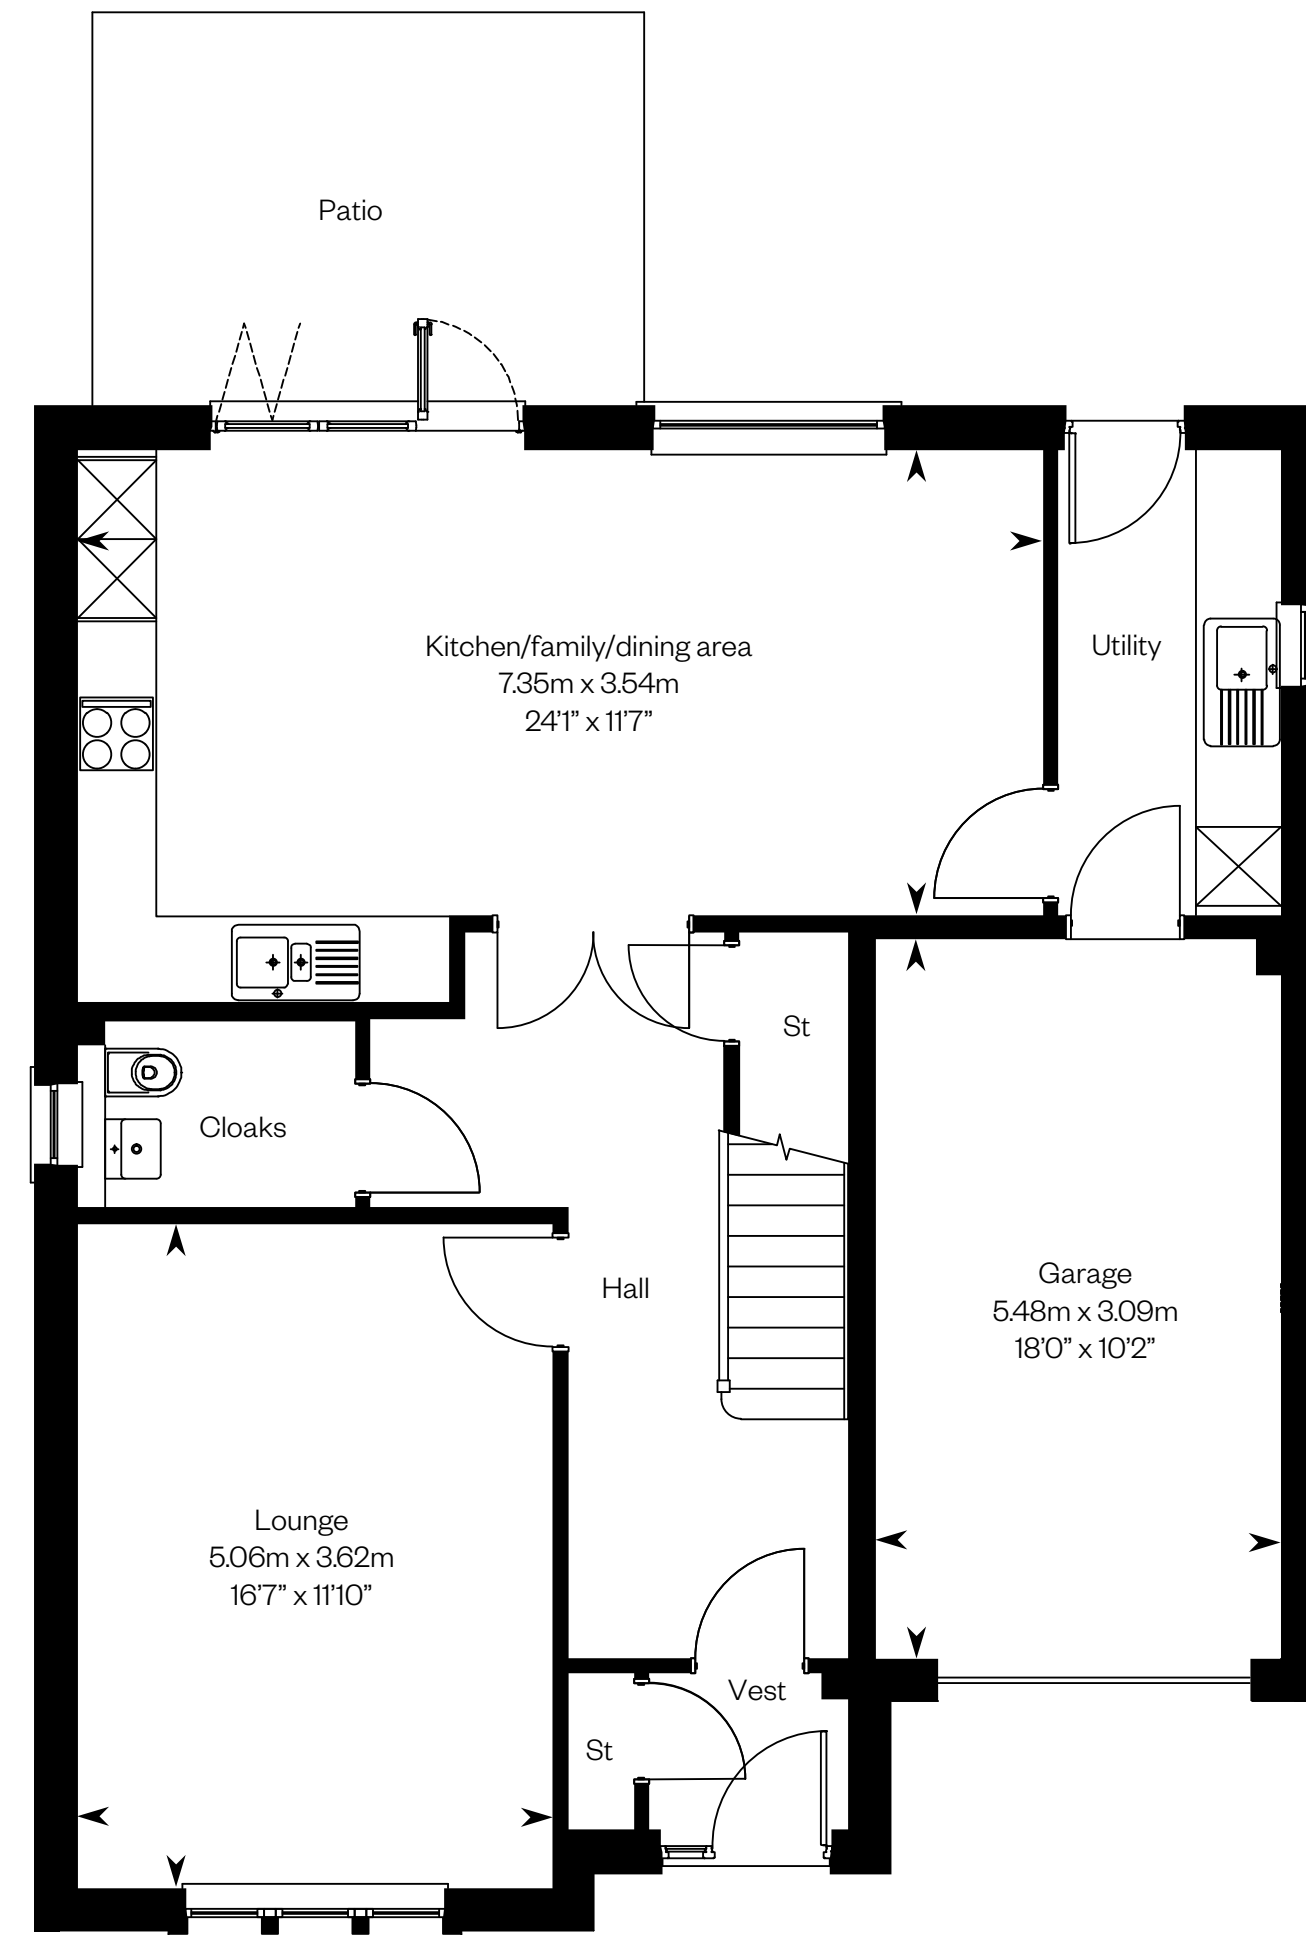 Patio
Kitchen/family/dining area
7.35m x 3.54m
24'1” x 11'7”
Utility
St
Cloaks
Hall
Garage
5.48m x 3.09m
18'0” x 10'2”
Lounge
5.06m x 3.62m
16'7” x 11'10”
Vest
St